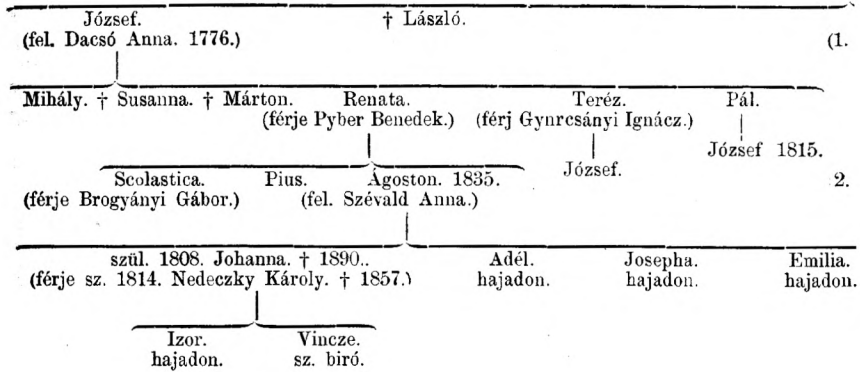 József. † László.
(fel. Dacsó Anna. 1776.) (1.
Mihály. † Susanna. † Márton. Renata. Teréz. Pál.
(férje Pyber Benedek.) (férj Gynrcsányi Ignácz.)
József 1815.
József.
Scolastica. Pius. Ágoston. 1835. 2.
(férje Brogyányi Gábor.) (fel. Szévald Anna.)
szül. 1808. Johanna. † 1890.. Adél. Josepha. Emilia.
(férje sz. 1814. Nedeczky Károly. † 1857.) hajadon. hajadon. hajadon.
Izor. Vincze.
hajadon. sz. biró.